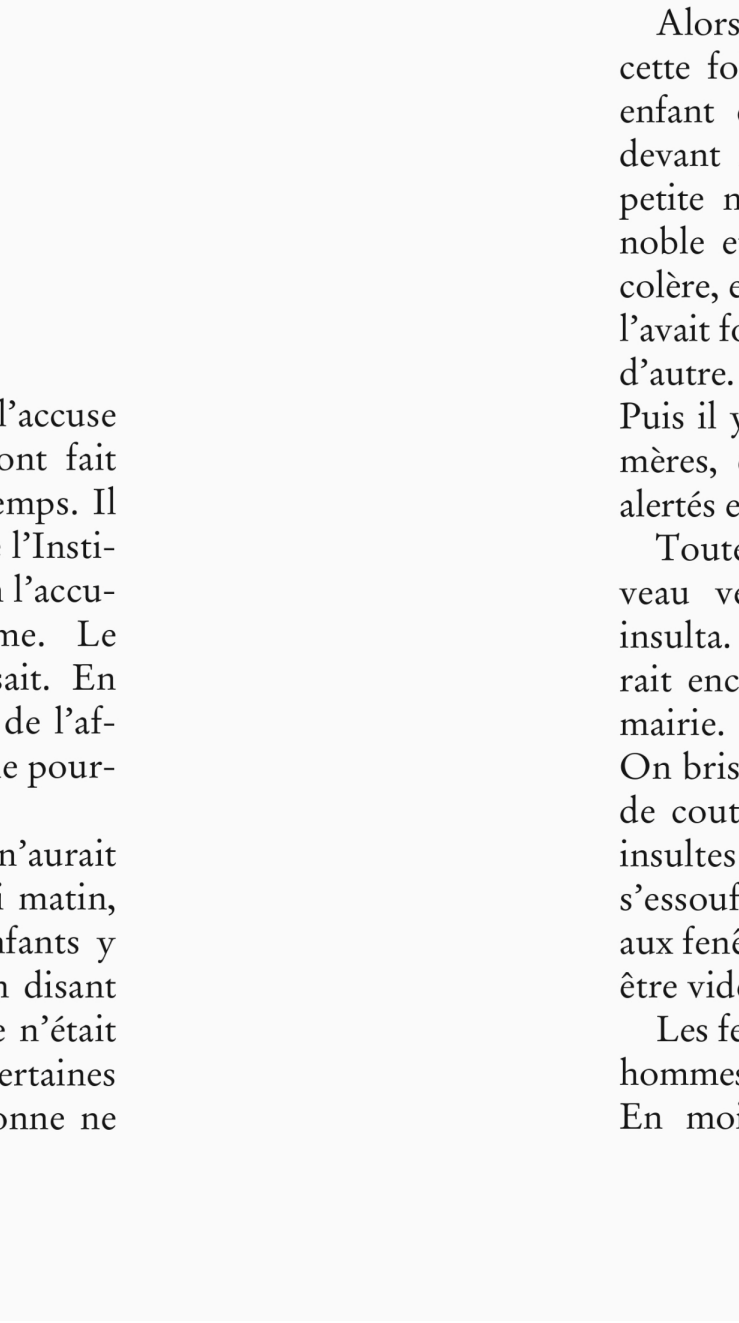 l'accuse
ont fait
emps. Il
l'Insti-
l'accu-
me. Le
sait. En
de l'af-
e pour-
n'aurait
i matin,
nfants y
n disant
e n'était
ertaines
onne ne
Alors
cette fo
enfant
devant
petite n
noble e
colère, e
l'avait fo
d'autre.
Puis il y
mères,
alertés e
Toute
veau ve
insulta.
rait enc
mairie.
On bris
de cout
insultes
s'essouf
aux fenê
être vid
Les fe
hommes
En moi